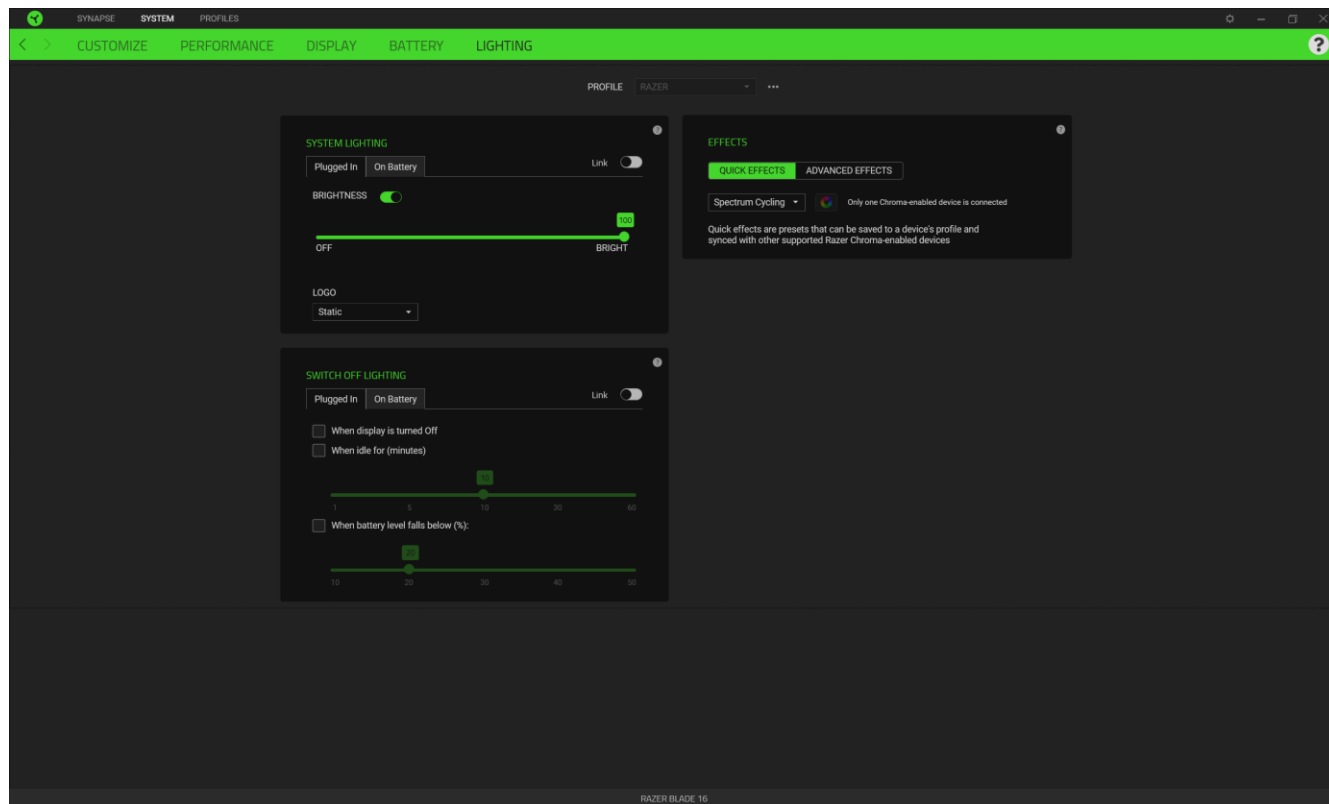 SYNAPSE SYSTEM PROFILES
CUSTOMIZE PERFORMANCE DISPLAY BATTERY LIGHTING
?
PROFILE RAZER
SYSTEM LIGHTING
?
Plugged In On Battery
Link
BRIGHTNESS
100
OFF BRIGHT
LOGO
Static
SWITCH OFF LIGHTING
?
Plugged In On Battery
Link
When display is turned Off
When idle for (minutes)
10
1 5 10 30 60
When battery level falls below (%):
20
10 20 30 40 50
EFFECTS
?
QUICK EFFECTS ADVANCED EFFECTS
Spectrum Cycling Only one Chroma-enabled device is connected
Quick effects are presets that can be saved to a device's profile and
synced with other supported Razer Chroma-enabled devices
RAZER BLADE 16